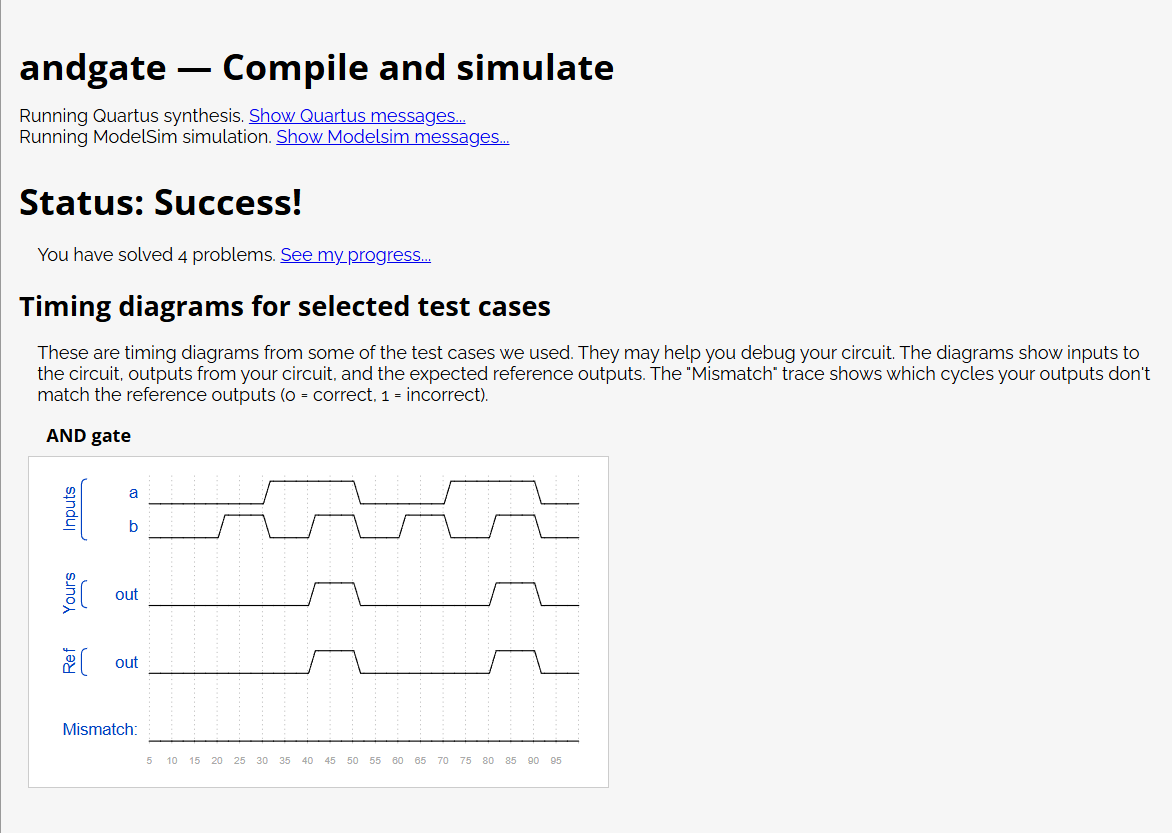 andgate — Compile and simulate
Running Quartus synthesis. Show Quartus messages...
Running ModelSim simulation. Show Modelsim messages...
Status: Success!
You have solved 4 problems. See my progress...
Timing diagrams for selected test cases
These are timing diagrams from some of the test cases we used. They may help you debug your circuit. The diagrams show inputs to
the circuit, outputs from your circuit, and the expected reference outputs. The "Mismatch" trace shows which cycles your outputs don't
match the reference outputs (0 = correct, 1 = incorrect).
AND gate
Inputs
a
b
Yours
out
Ref
out
Mismatch:
5 10 15 20 25 30 35 40 45 50 55 60 65 70 75 80 85 90 95